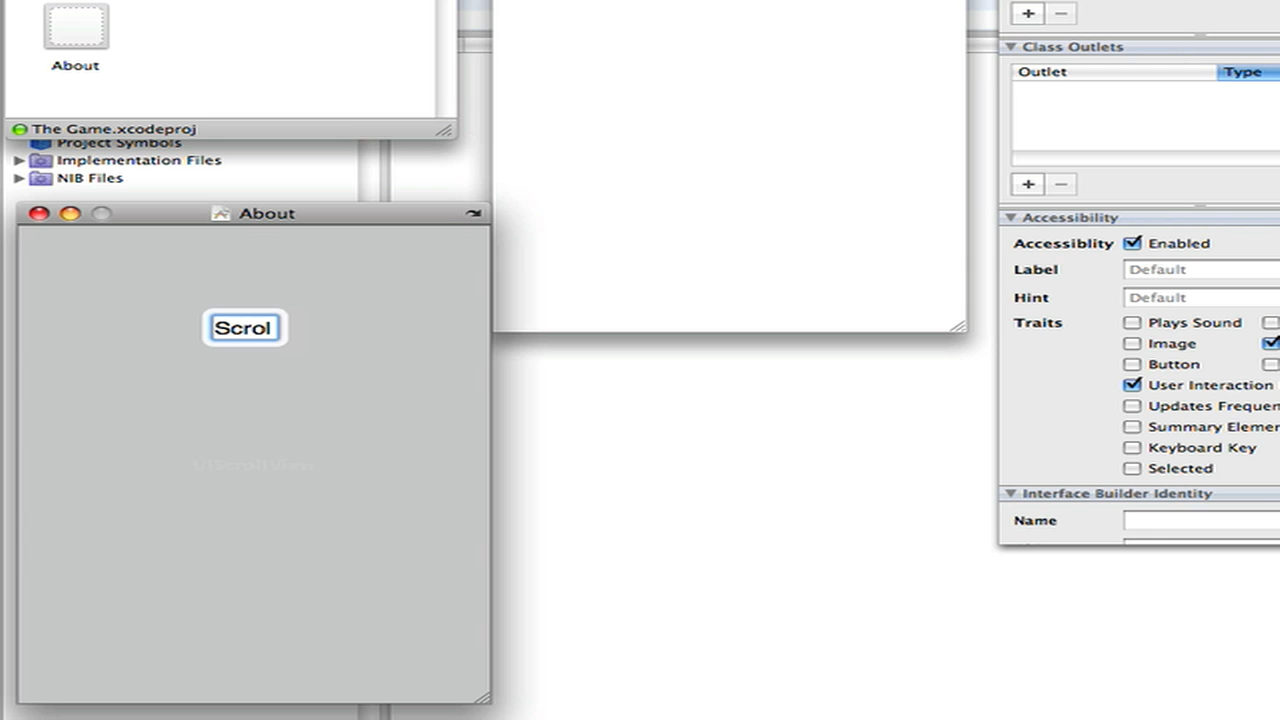 About
The Game.xcodeproj
Project Symbols
Implementation Files
NIB Files
About
Scrol
UIScrollView
+ −
Class Outlets
Outlet Type
+ −
Accessibility
Accessiblity Enabled
Label Default
Hint Default
Traits Plays Sound
Image
Button
User Interaction
Updates Frequen
Summary Elemen
Keyboard Key
Selected
Interface Builder Identity
Name